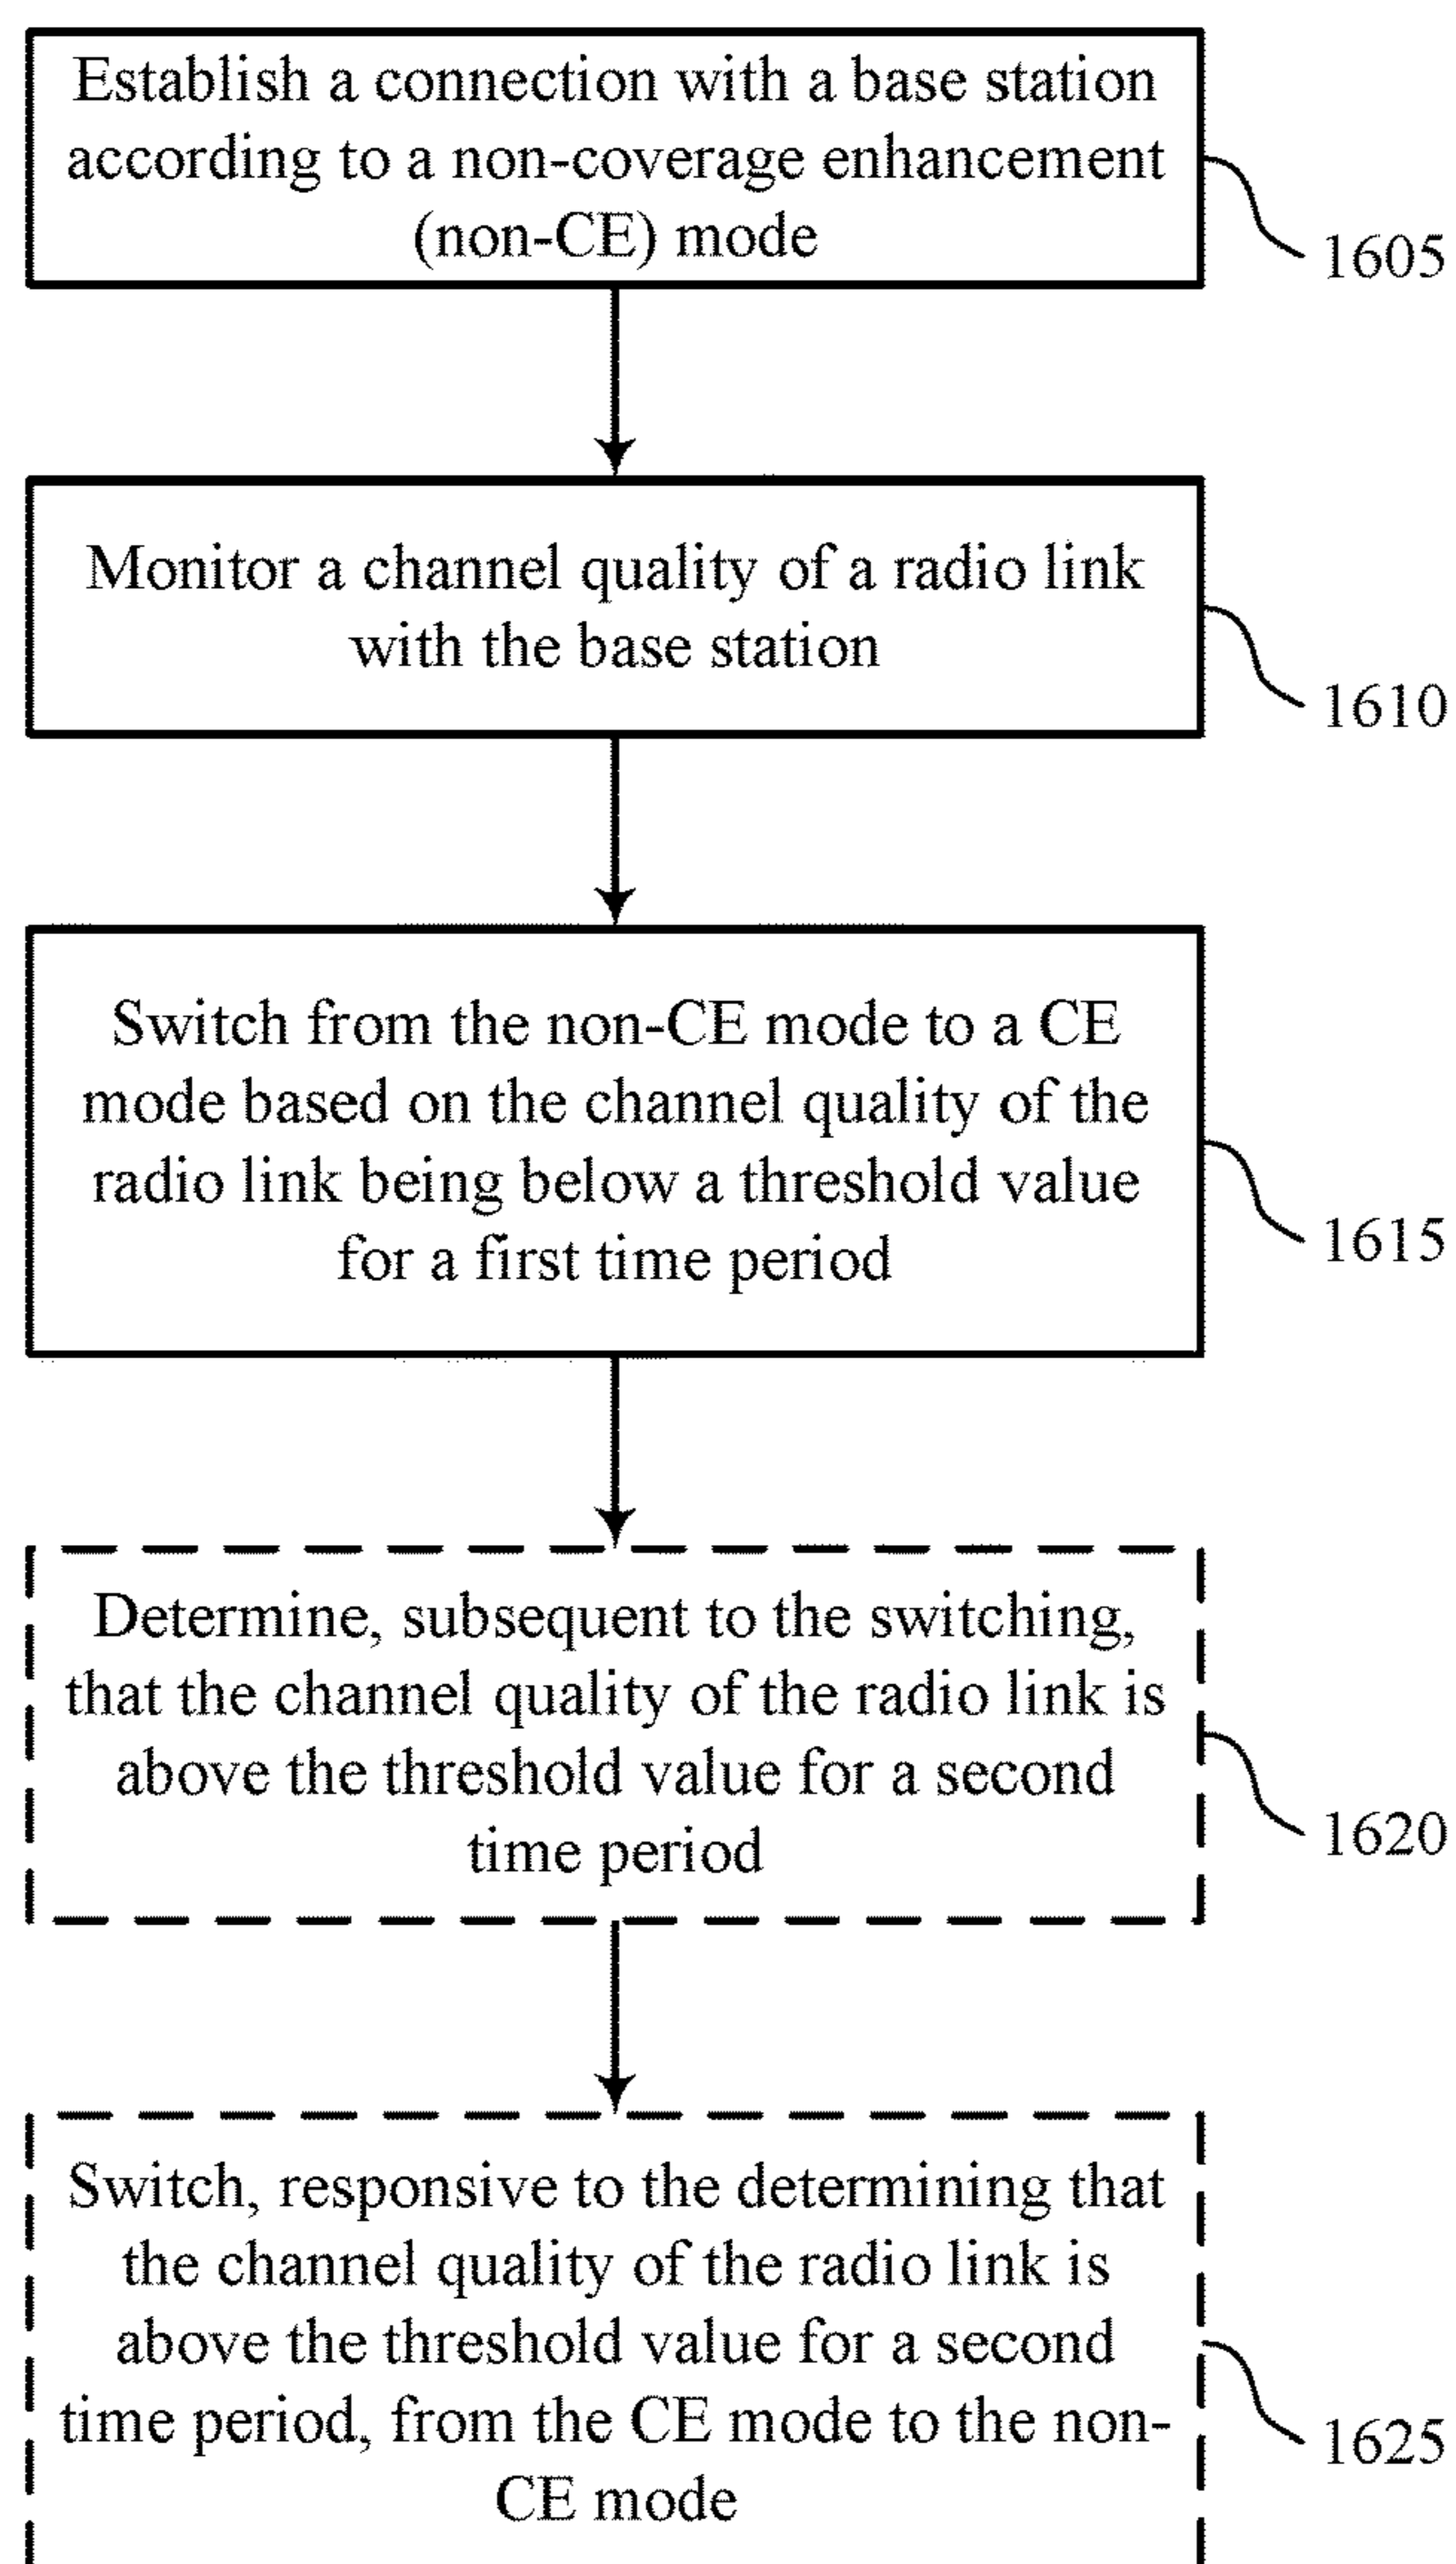 Establish a connection with a base station
according to a non-coverage enhancement
(non-CE) mode
1605
Monitor a channel quality of a radio link
with the base station
1610
Switch from the non-CE mode to a CE
mode based on the channel quality of the
radio link being below a threshold value
for a first time period
1615
Determine, subsequent to the switching,
that the channel quality of the radio link is
above the threshold value for a second
time period
1620
Switch, responsive to the determining that
the channel quality of the radio link is
above the threshold value for a second
time period, from the CE mode to the non-
CE mode
1625